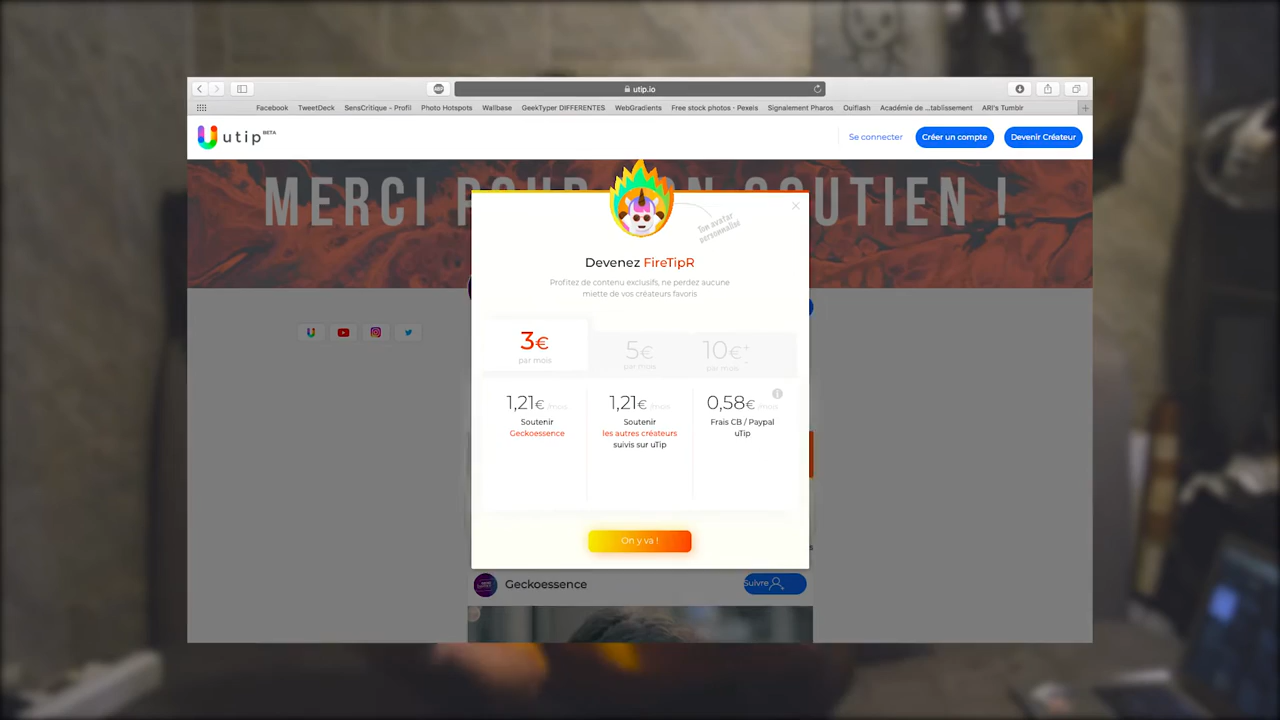 utip.io
Facebook TweetDeck SensCritique - Profil Photo Hotspots Wallbase GeekTyper DIFFERENTES WebGradients Free stock photos - Pexels Signalement Pharos Ouiflash Académie de ...tablissement ARI's Tumblr
utip BETA
Se connecter Créer un compte Devenir Créateur
MERCI P UTIEN !
Ton avatar
personnalisé
Devenez FireTipR
Profitez de contenu exclusifs, ne perdez aucune
miette de vos créateurs favoris
3€ 5€ 10€ +
-
par mois par mois par mois
1,21€ /mois 1,21€ /mois 0,58€ /mois
Soutenir Soutenir Frais CB / Paypal
Geckoessence les autres créateurs uTip
suivis sur uTip
On y va !
Geckoessence Suivre